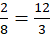 2/8 = 12/3